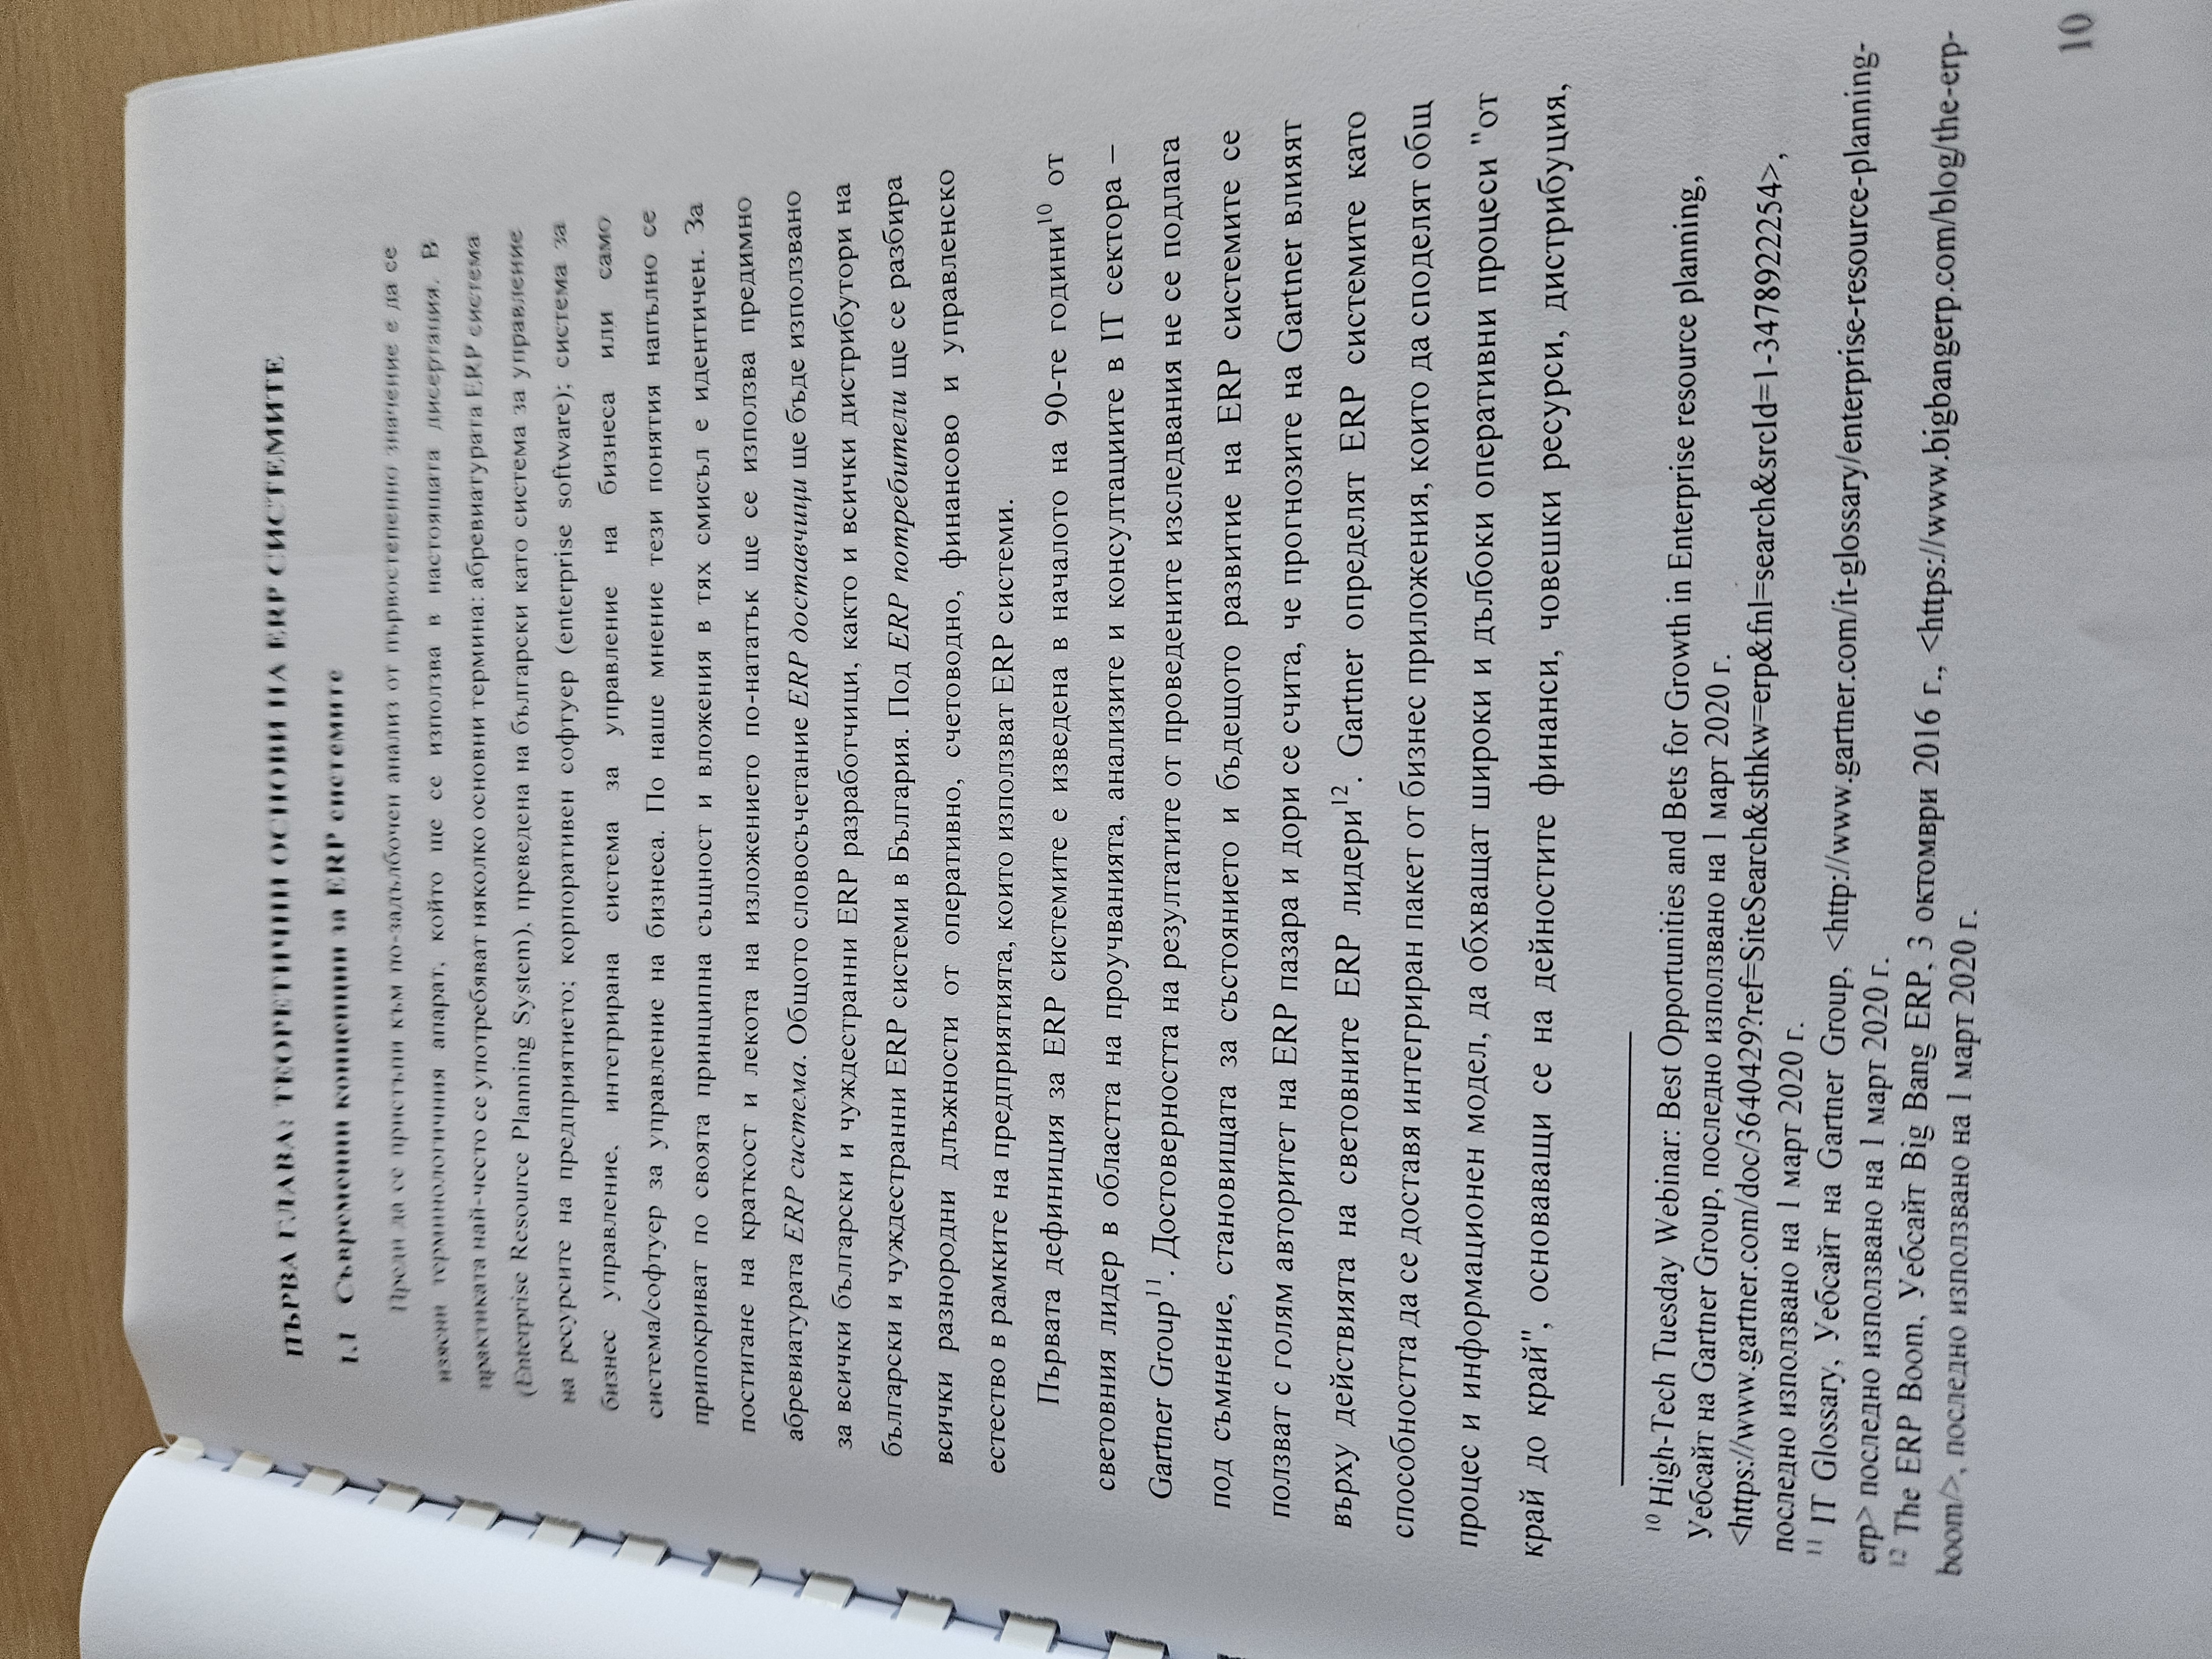 ПЪРВА ГЛАВА: ТЕОРЕТИЧНИ ОСНОВИ НА ERP СИСТЕМИТЕ
1.1 Съвременни концепции за ERP системите
Преди да се пристъпи към по-задълбочен анализ от първостепенно значение е да се
изясни терминологичния апарат, който ще се използва в настоящата дисертация. В
практиката най-често се употребяват няколко основни термина: абревиатурата ERP система
(Enterprise Resource Planning System), преведена на български като система за управление
на ресурсите на предприятието; корпоративен софтуер (enterprise software); система за
бизнес управление, интегрирана система за управление на бизнеса или само
система/софтуер за управление на бизнеса. По наше мнение тези понятия напълно се
припокриват по своята принципна същност и вложения в тях смисъл е идентичен. За
постигане на краткост и лекота на изложението по-нататък ще се използва предимно
абревиатурата ERP система. Общото словосъчетание ERP доставчици ще бъде използвано
за всички български и чуждестранни ERP разработчици, както и всички дистрибутори на
български и чуждестранни ERP системи в България. Под ERP потребители ще се разбира
всички разнородни длъжности от оперативно, счетоводно, финансово и управленско
естество в рамките на предприятията, които използват ERP системи.
Първата дефиниция за ERP системите е изведена в началото на 90-те години10 от
световния лидер в областта на проучванията, анализите и консултациите в IT сектора –
Gartner Group11. Достоверността на резултатите от проведените изследвания не се подлага
под съмнение, становищата за състоянието и бъдещото развитие на ERP системите се
ползват с голям авторитет на ERP пазара и дори се счита, че прогнозите на Gartner влияят
върху действията на световните ERP лидери12. Gartner определят ERP системите като
способността да се доставя интегриран пакет от бизнес приложения, които да споделят общ
процес и информационен модел, да обхващат широки и дълбоки оперативни процеси "от
край до край", основаващи се на дейностите финанси, човешки ресурси, дистрибуция,
10 High-Tech Tuesday Webinar: Best Opportunities and Bets for Growth in Enterprise resource planning,
Уебсайт на Gartner Group, последно използвано на 1 март 2020 г.
<https://www.gartner.com/doc/3640429?ref=SiteSearch&sthkw=erp&fnl=search&srcId=1-3478922254>,
последно използвано на 1 март 2020 г.
11 IT Glossary, Уебсайт на Gartner Group, <http://www.gartner.com/it-glossary/enterprise-resource-planning-
erp> последно използвано на 1 март 2020 г.
12 The ERP Boom, Уебсайт Big Bang ERP, 3 октомври 2016 г., <https://www.bigbangerp.com/blog/the-erp-
boom/>, последно използвано на 1 март 2020 г.
10